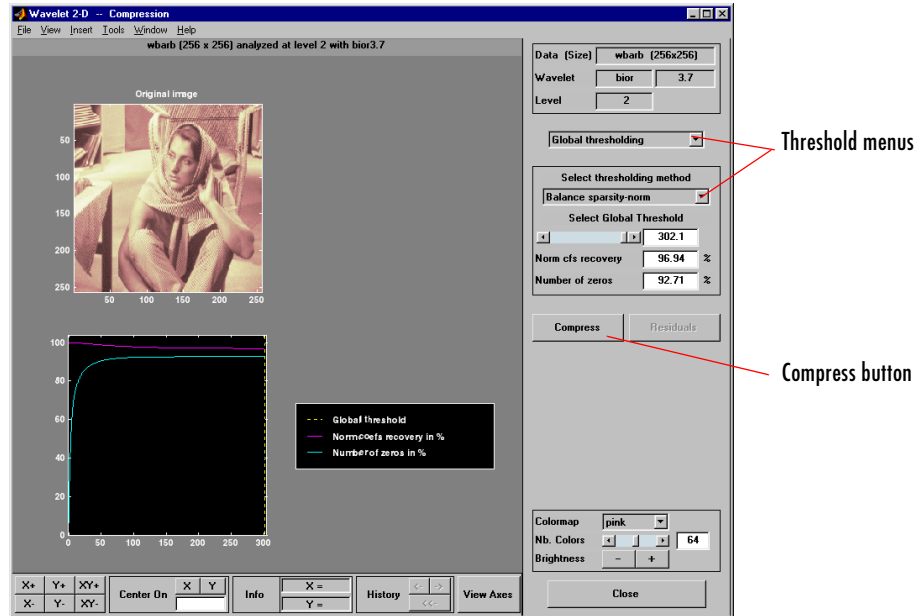 Wavelet 2-D -- Compression
File View Insert Tools Window Help
wbarb (256 x 256) analyzed at level 2 with bior3.7
Original image
50
100
150
200
250
50 100 150 200 250
100
80
60
40
20
0
0 50 100 150 200 250 300
Global threshold
Norm coefs recovery in %
Number of zeros in %
Data (Size) wbarb (256x256)
Wavelet bior 3.7
Level 2
Global thresholding
Select thresholding method
Balance sparsity-norm
Select Global Threshold
302.1
Norm cfs recovery 96.94 %
Number of zeros 92.71 %
Compress Residuals
Threshold menus
Compress button
Colormap pink
Nb. Colors 64
Brightness - +
Close
X+ Y+ XY+
X- Y- XY-
Center On X Y
Info X =
Y =
History <- ->
<<-
View Axes